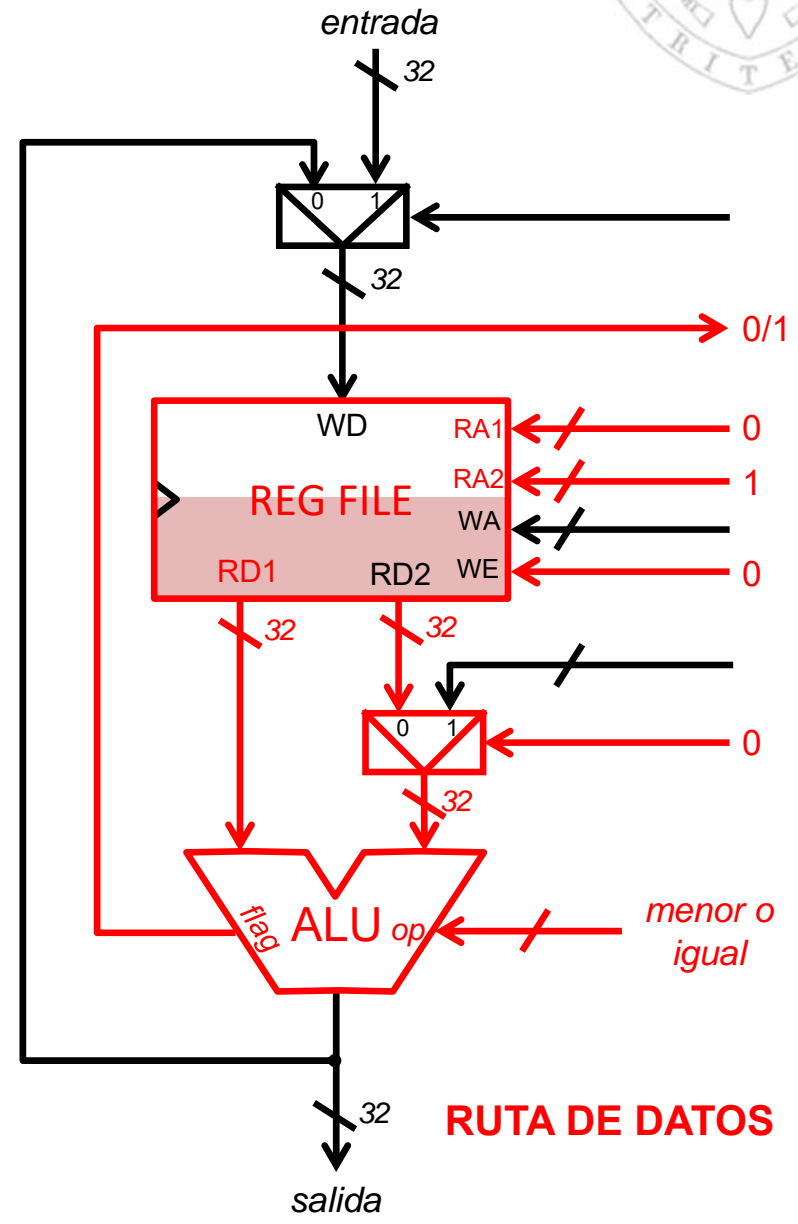 entrada
32
0 1
32
0/1
WD
RA1
0
RA2
1
REG FILE
WA
RD1
RD2
WE
0
32
32
0 1
0
32
flag
ALU
op
menor o
igual
32
RUTA DE DATOS
salida
T R I T E